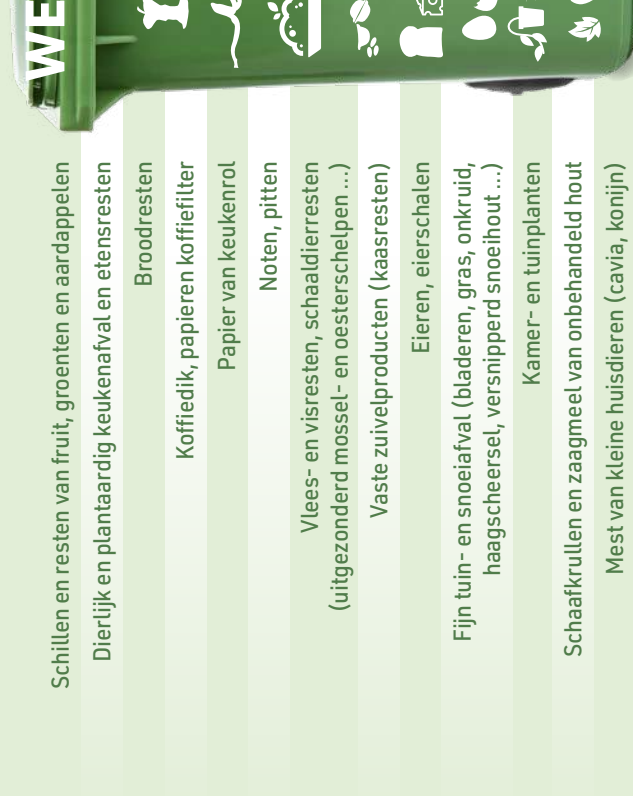 WE
Schillen en resten van fruit, groenten en aardappelen
Dierlijk en plantaardig keukenafval en etensresten
Broodresten
Koffiedik, papieren koffiefilter
Papier van keukenrol
Noten, pitten
Vlees- en visresten, schaaldierresten
(uitgezonderd mossel- en oesterschelpen ...)
Vaste zuivelproducten (kaasresten)
Eieren, eierschalen
Fijn tuin- en snoeiafval (bladeren, gras, onkruid,
haagscheersel, versnipperd snoeihout ...)
Kamer- en tuinplanten
Schaafkrullen en zaagmeel van onbehandeld hout
Mest van kleine huisdieren (cavia, konijn)